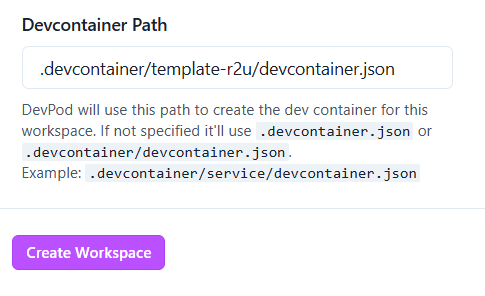 Devcontainer Path
.devcontainer/template-r2u/devcontainer.json
DevPod will use this path to create the dev container for this
workspace. If not specified it'll use .devcontainer.json or
.devcontainer/devcontainer.json.
Example: .devcontainer/service/devcontainer.json
Create Workspace